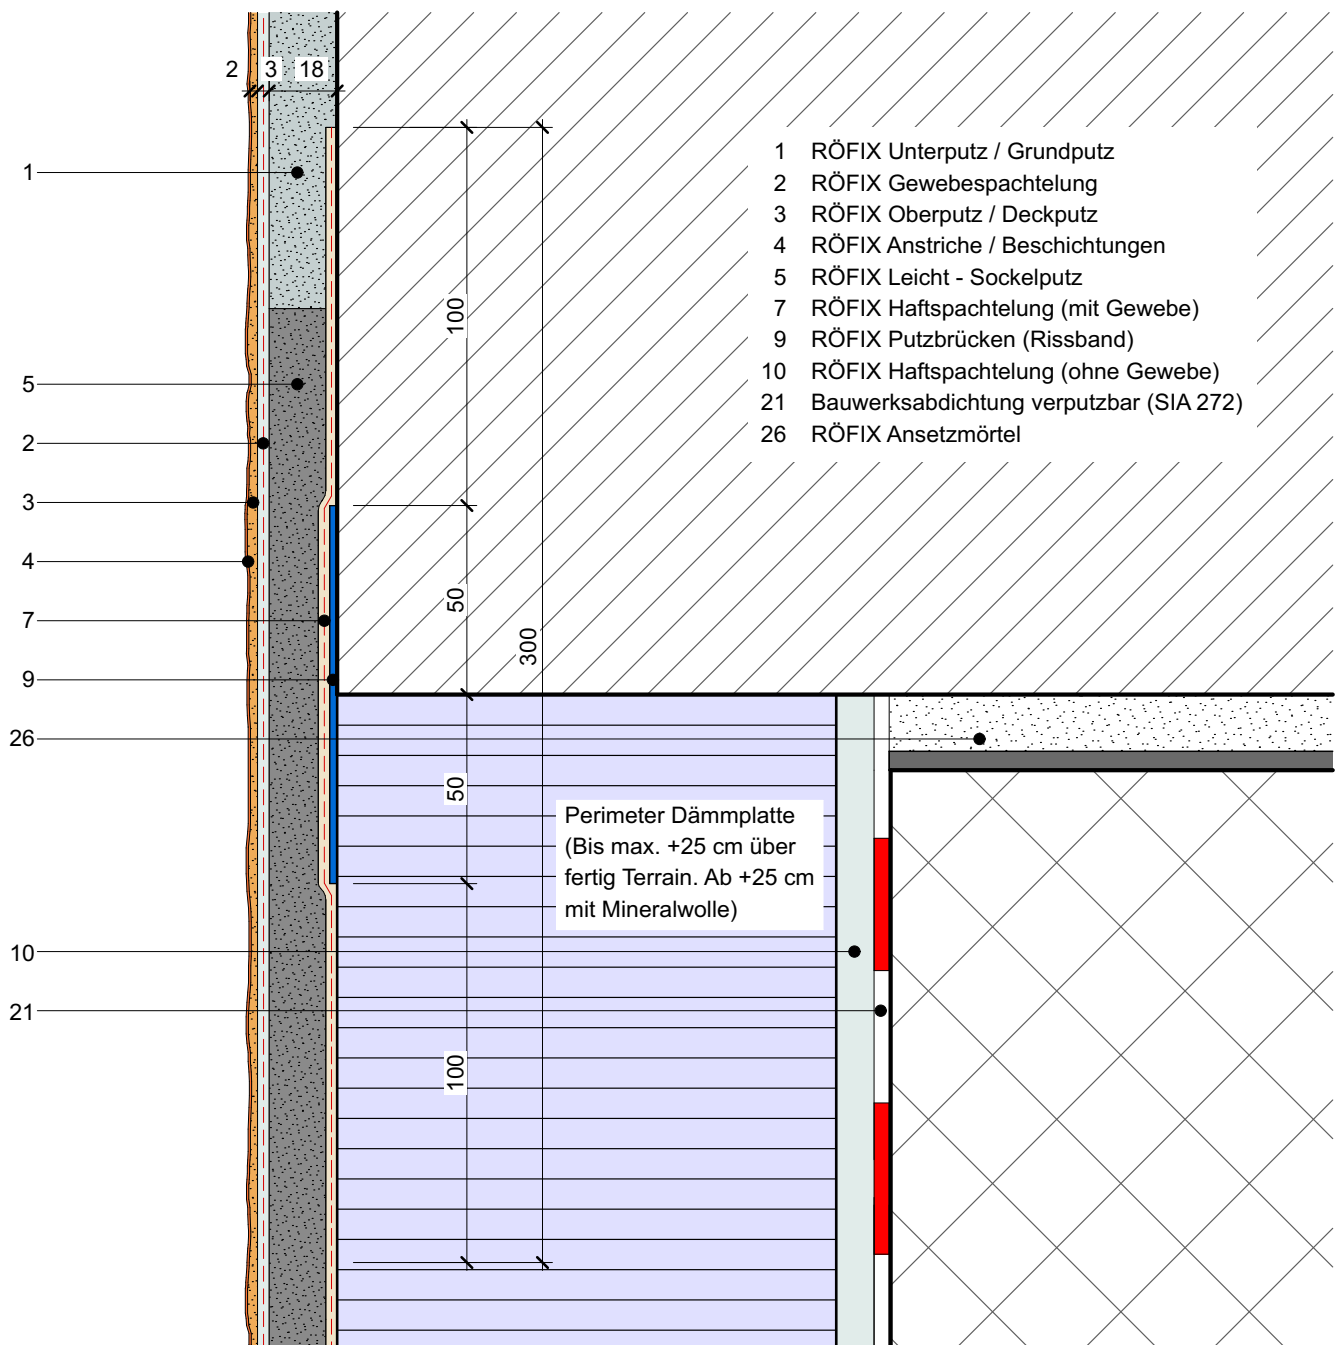 2 3 18
1 RÖFIX Unterputz / Grundputz
2 RÖFIX Gewebespachtelung
3 RÖFIX Oberputz / Deckputz
4 RÖFIX Anstriche / Beschichtungen
5 RÖFIX Leicht - Sockelputz
7 RÖFIX Haftspachtelung (mit Gewebe)
9 RÖFIX Putzbrücken (Rissband)
10 RÖFIX Haftspachtelung (ohne Gewebe)
21 Bauwerksabdichtung verputzbar (SIA 272)
26 RÖFIX Ansetzmörtel
1
5
2
3
4
7
9
26
10
21
100
50
300
50
100
Perimeter Dämmplatte
(Bis max. +25 cm über
fertig Terrain. Ab +25 cm
mit Mineralwolle)